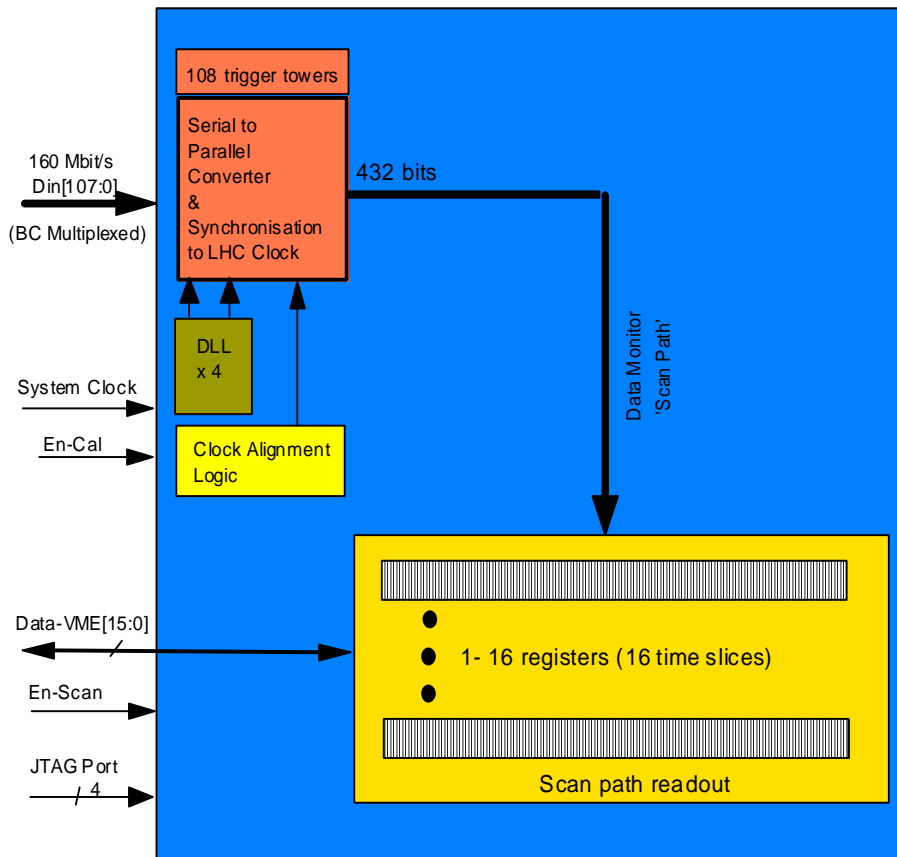 108 trigger towers
Serial to
Parallel
Converter
&
Synchronisation
to LHC Clock
160 Mbit/s
Din[107:0]
(BC Multiplexed)
432 bits
DLL
x 4
System Clock
En-Cal
Clock Alignment
Logic
Data Monitor
'Scan Path'
Data-VME[15:0]
1- 16 registers (16 time slices)
En-Scan
JTAG Port
4
Scan path readout